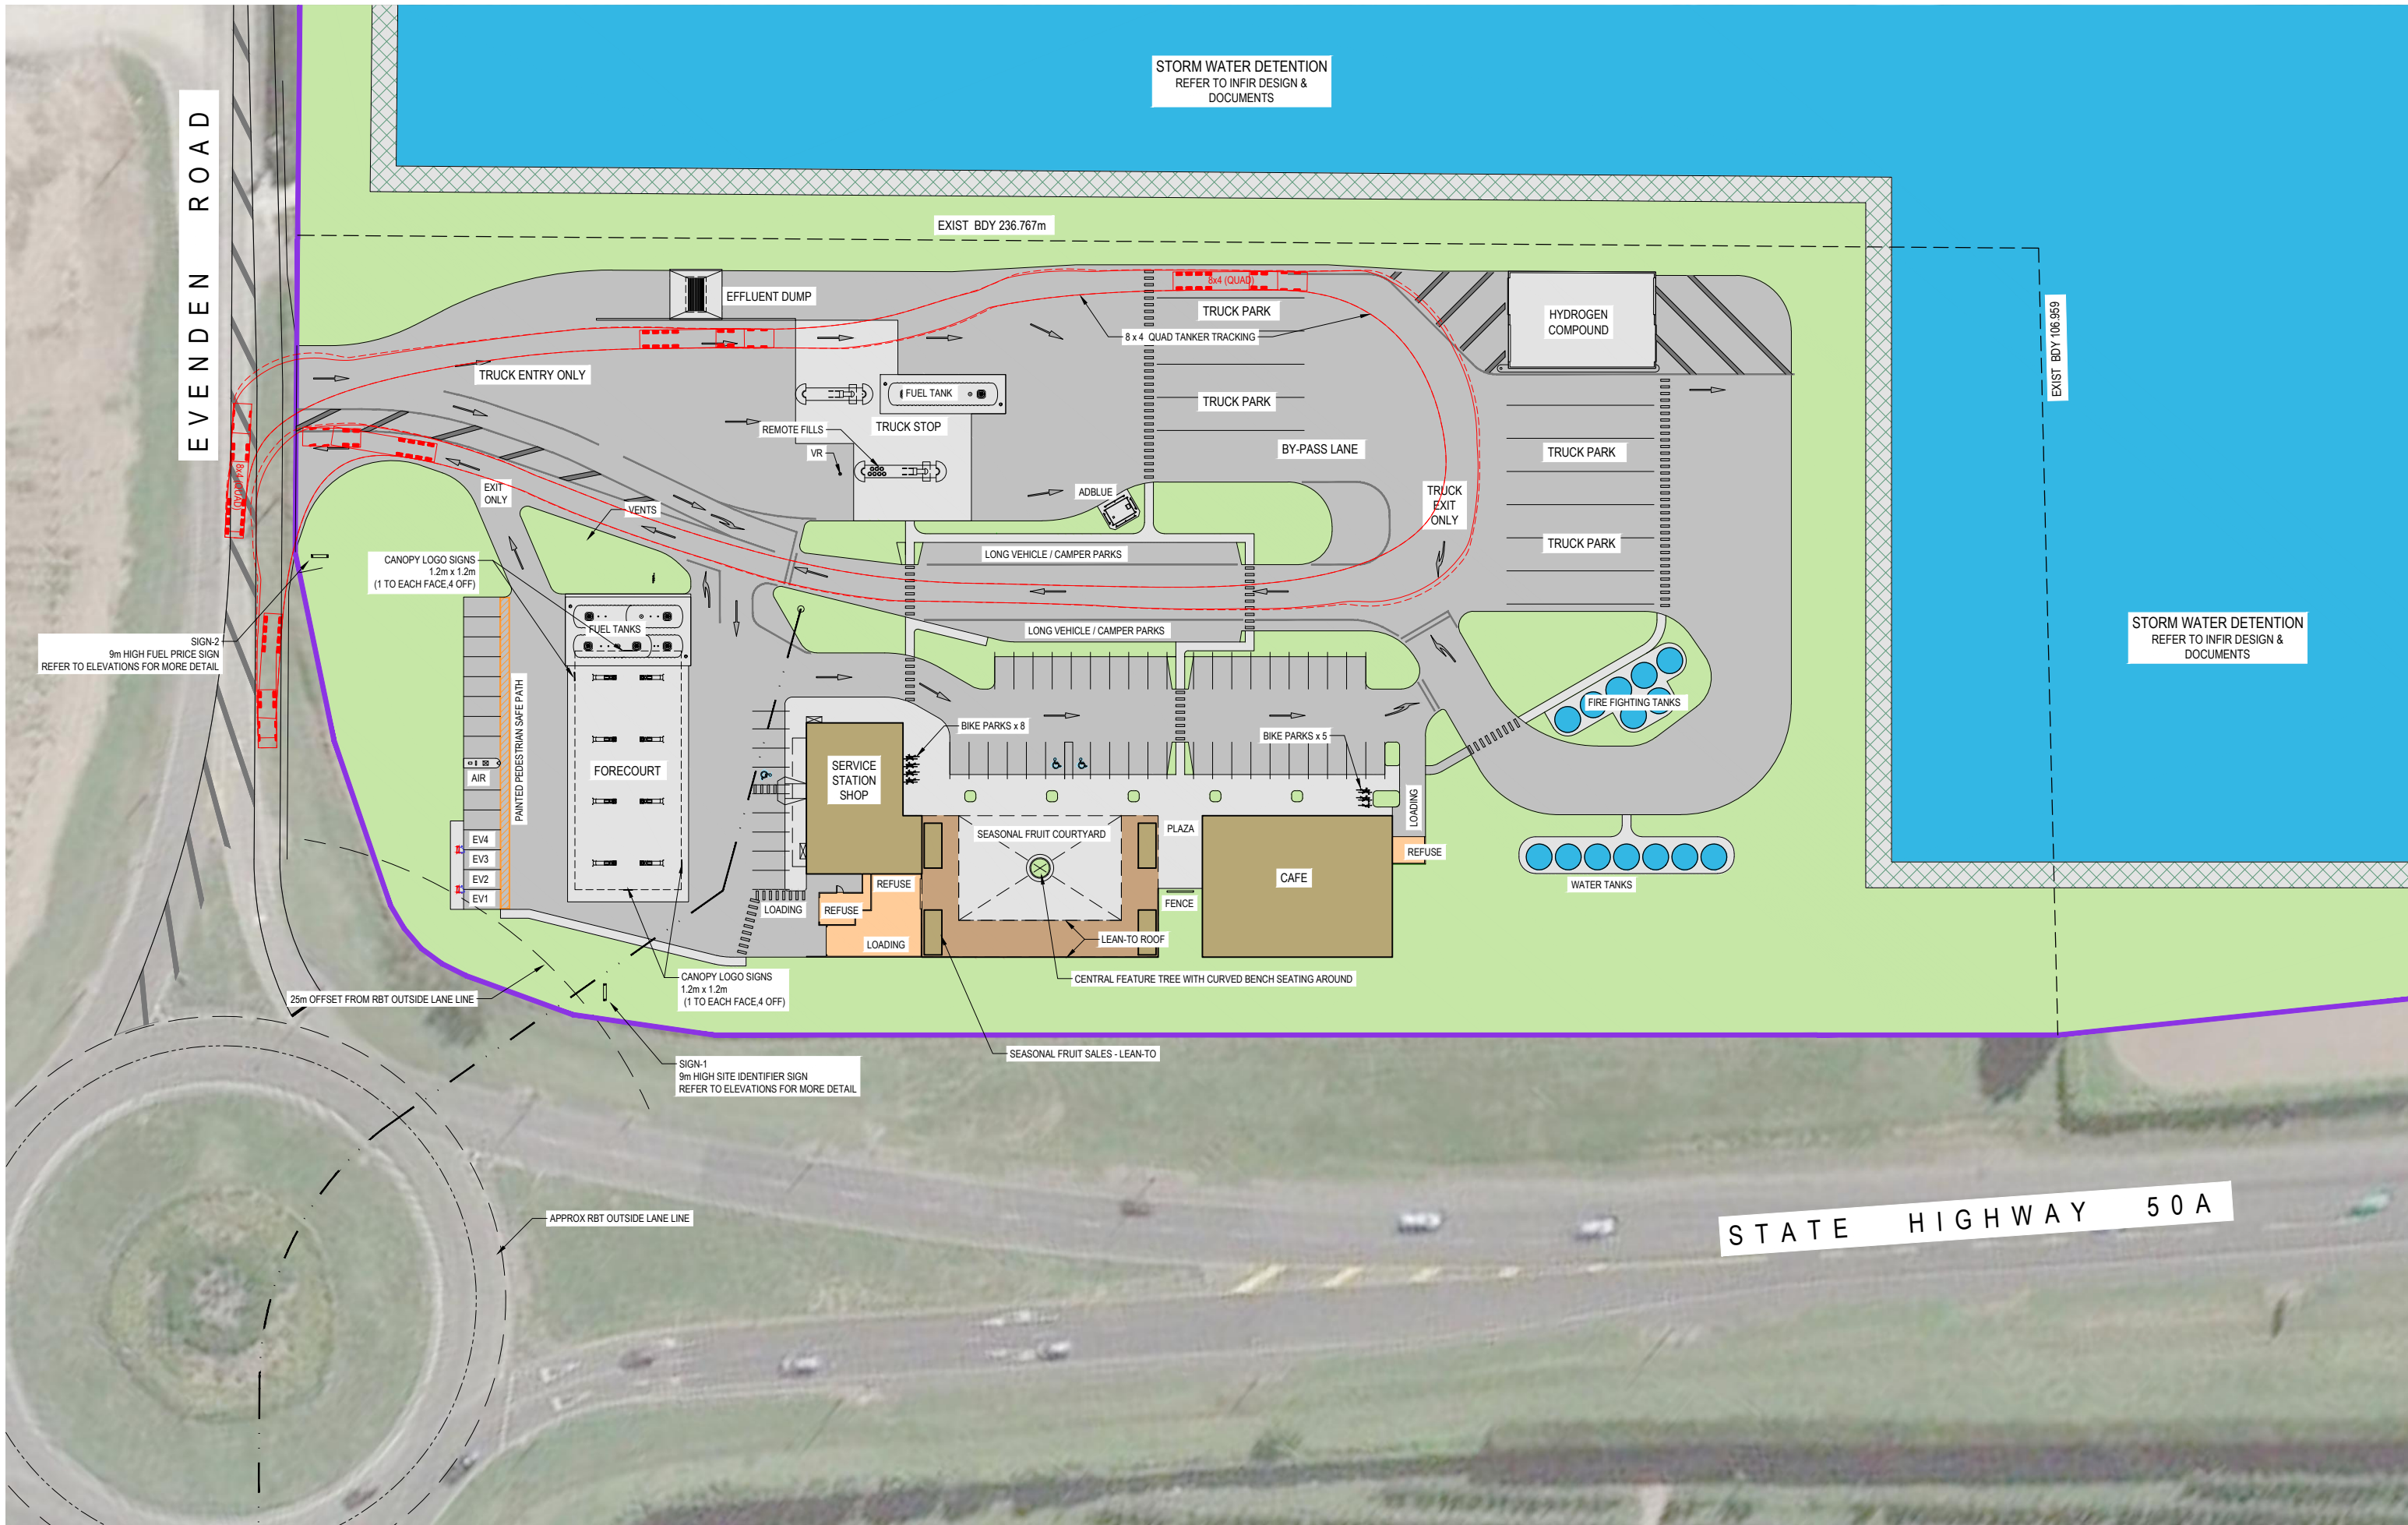 STORM WATER DETENTION
REFER TO INFIR DESIGN &
DOCUMENTS
EVENDEN ROAD
EXIST BDY 236.767m
EXIST BDY 106.959
EFFLUENT DUMP
8x4 (QUAD)
TRUCK PARK
HYDROGEN
COMPOUND
8 x 4 QUAD TANKER TRACKING
TRUCK ENTRY ONLY
FUEL TANK
TRUCK PARK
TRUCK STOP
REMOTE FILLS
VR
BY-PASS LANE
TRUCK PARK
8x4 (QUAD)
EXIT
ONLY
ADBLUE
TRUCK
EXIT
ONLY
VENTS
TRUCK PARK
LONG VEHICLE / CAMPER PARKS
CANOPY LOGO SIGNS
1.2m x 1.2m
(1 TO EACH FACE,4 OFF)
FUEL TANKS
LONG VEHICLE / CAMPER PARKS
STORM WATER DETENTION
REFER TO INFIR DESIGN &
DOCUMENTS
SIGN-2
9m HIGH FUEL PRICE SIGN
REFER TO ELEVATIONS FOR MORE DETAIL
PAINTED PEDESTRIAN SAFE PATH
FIRE FIGHTING TANKS
BIKE PARKS x 8
BIKE PARKS x 5
AIR
FORECOURT
SERVICE
STATION
SHOP
LOADING
SEASONAL FRUIT COURTYARD
PLAZA
EV4
EV3
EV2
EV1
REFUSE
CAFE
REFUSE
WATER TANKS
LOADING
REFUSE
FENCE
LOADING
LEAN-TO ROOF
CANOPY LOGO SIGNS
1.2m x 1.2m
(1 TO EACH FACE,4 OFF)
CENTRAL FEATURE TREE WITH CURVED BENCH SEATING AROUND
25m OFFSET FROM RBT OUTSIDE LANE LINE
SEASONAL FRUIT SALES - LEAN-TO
SIGN-1
9m HIGH SITE IDENTIFIER SIGN
REFER TO ELEVATIONS FOR MORE DETAIL
APPROX RBT OUTSIDE LANE LINE
STATE HIGHWAY 50A